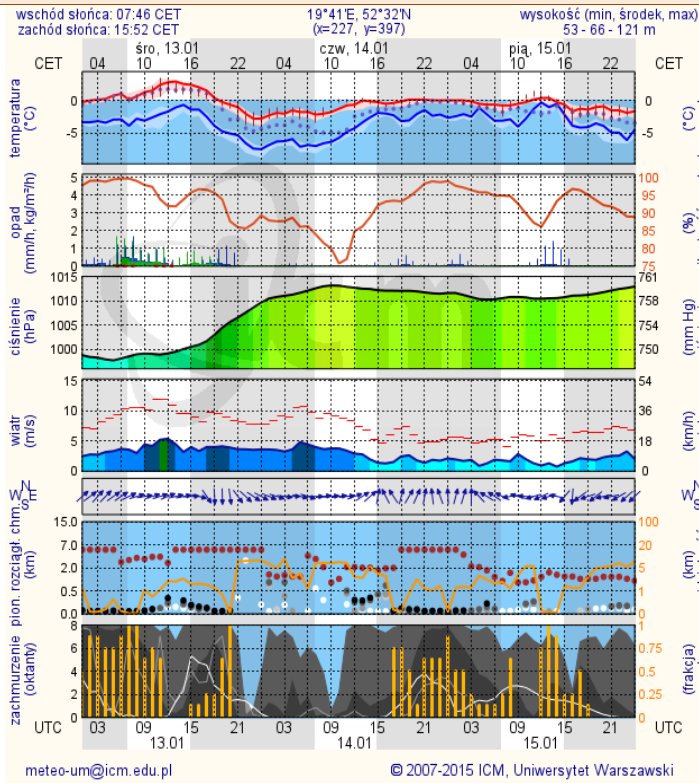 wschód słońca: 07:46 CET
zachód słońca: 15:52 CET
19°41'E, 52°32'N
(x=227, y=397)
wysokość (min, środek, max)
53 - 66 - 121 m
śro, 13.01 czw, 14.01 pią, 15.01
CET 04 10 16 22 04 10 16 22 04 10 16 22 CET
temperatura
(°C)
0
-5
0
-5
(°C)
opad
(mm/h, kg/m²/h)
5
4
3
2
1
0
100
95
90
85
80
75
(%)
ciśnienie
(hPa)
1015
1010
1005
1000
761
758
754
750
(mm Hg)
wiatr
(m/s)
15
10
5
0
54
36
18
0
(km/h)
N
W E
S
N
W
S
pion. rozciągł. chm.
(km)
15.0
7.0
2.0
0.5
0.0
100
20
5
1
0
(km)
zachmurzenie
(oktanty)
8
6
4
2
0
1
0.75
0.5
0.25
0
(frakcja)
UTC 03 09 15 21 03 09 15 21 03 09 15 21 UTC
13.01 14.01 15.01
meteo-um@icm.edu.pl
© 2007-2015 ICM, Uniwersytet Warszawski